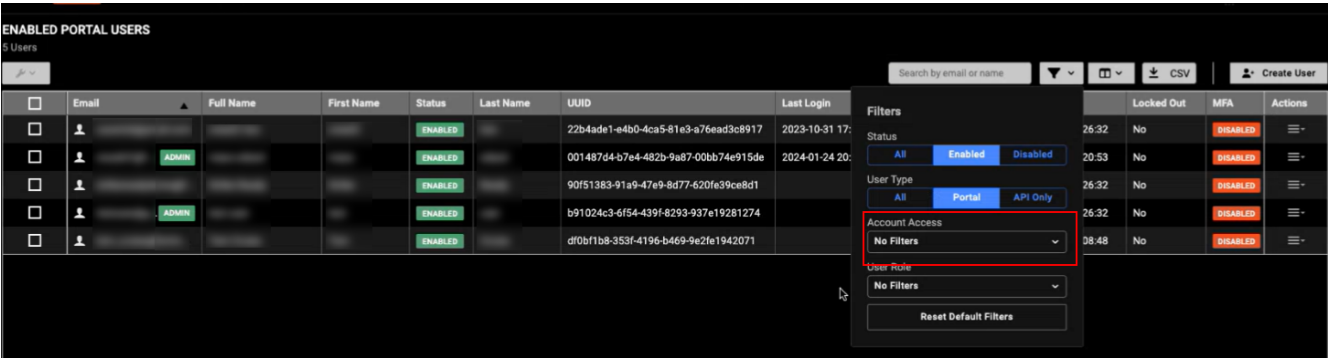 ENABLED PORTAL USERS
5 Users
Search by email or name
CSV
Create User
Email Full Name First Name Status Last Name UUID Last Login Locked Out MFA Actions
ENABLED 22b4ade1-e4b0-4ca5-81e3-a76ead3c8917 2023-10-31 17: 26:32 No DISABLED
ADMIN ENABLED 001487d4-b7e4-482b-9a87-00bb74e915de 2024-01-24 20: 20:53 No DISABLED
ENABLED 90f51383-91a9-47e9-8d77-620fe39ce8d1 26:32 No DISABLED
ADMIN ENABLED b91024c3-6f54-439f-8293-937e19281274 26:32 No DISABLED
ENABLED df0bf1b8-353f-4196-b469-9e2fe1942071 08:48 No DISABLED
Filters
Status
All Enabled Disabled
User Type
All Portal API Only
Account Access
No Filters
User Role
No Filters
Reset Default Filters